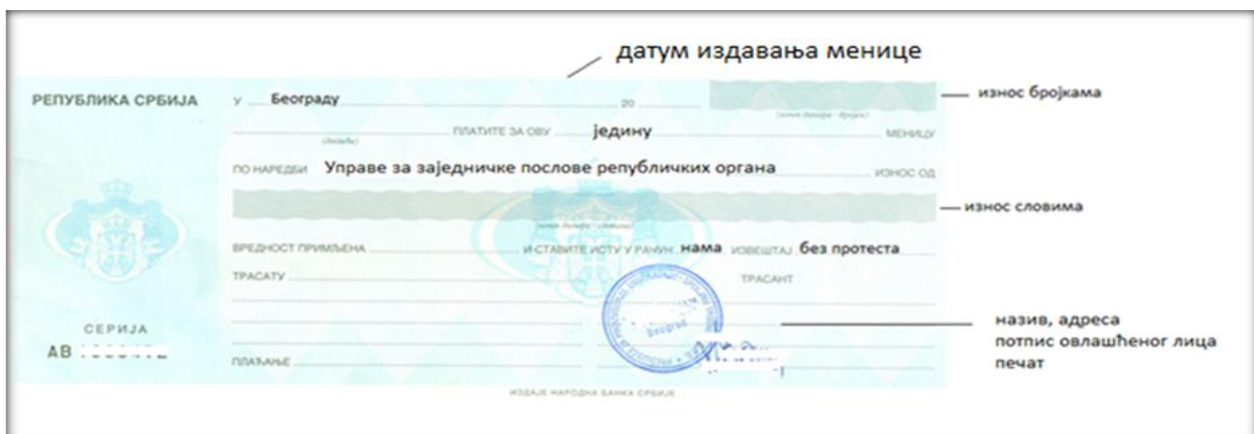 датум издавања менице
РЕПУБЛИКА СРБИЈА
У Београду 20
износ бројкама
(доспеће) ПЛАТИТЕ ЗА ОВУ једину МЕНИЦУ
ПО НАРЕДБИ Управе за заједничке послове републичких органа ИЗНОС ОД
износ словима
ВРЕДНОСТ ПРИМЉЕНА И СТАВИТЕ ИСТУ У РАЧУН нама ИЗВЕШТАЈ без протеста
ТРАСАТУ ТРАСАНТ
Beograd
СЕРИЈА
АВ
назив, адреса
потпис овлашћеног лица
печат
ПЛАЋАЊЕ
ИЗДАЈЕ НАРОДНА БАНКА СРБИЈЕ